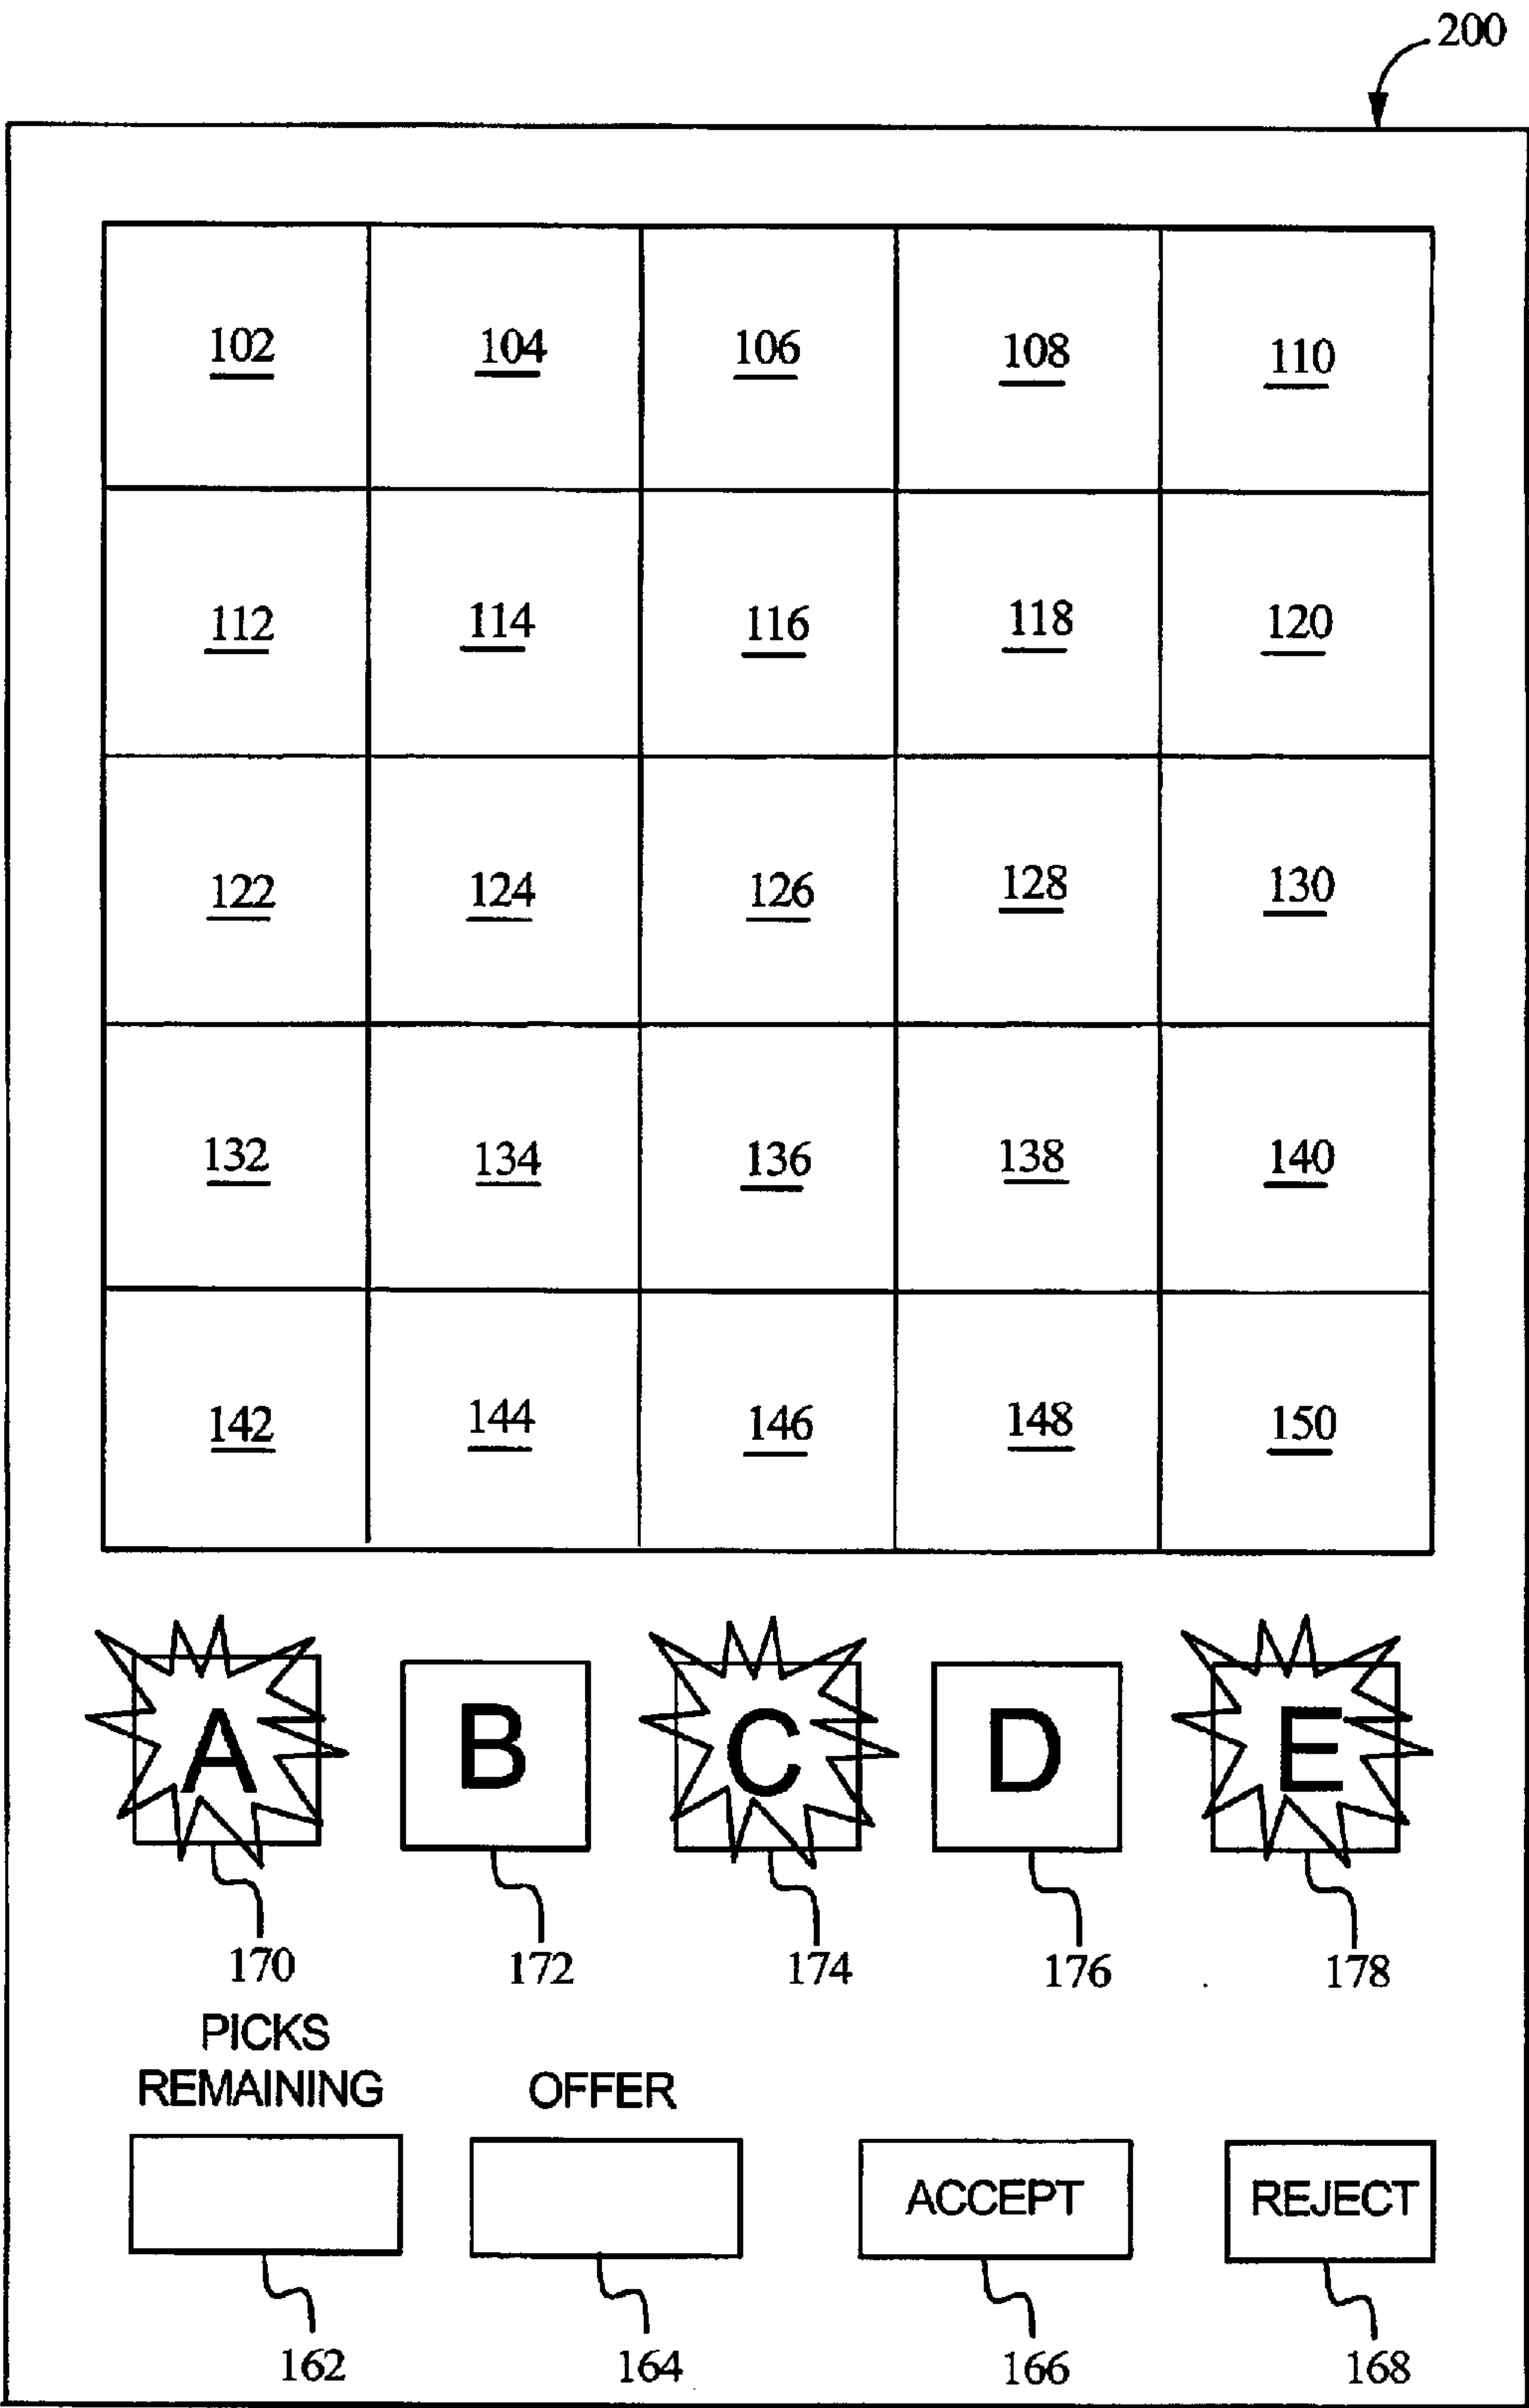 200
102 104 106 108 110
112 114 116 118 120
122 124 126 128 130
132 134 136 138 140
142 144 146 148 150
A B C D E
170 172 174 176 178
PICKS
REMAINING OFFER
ACCEPT REJECT
162 164 166 168